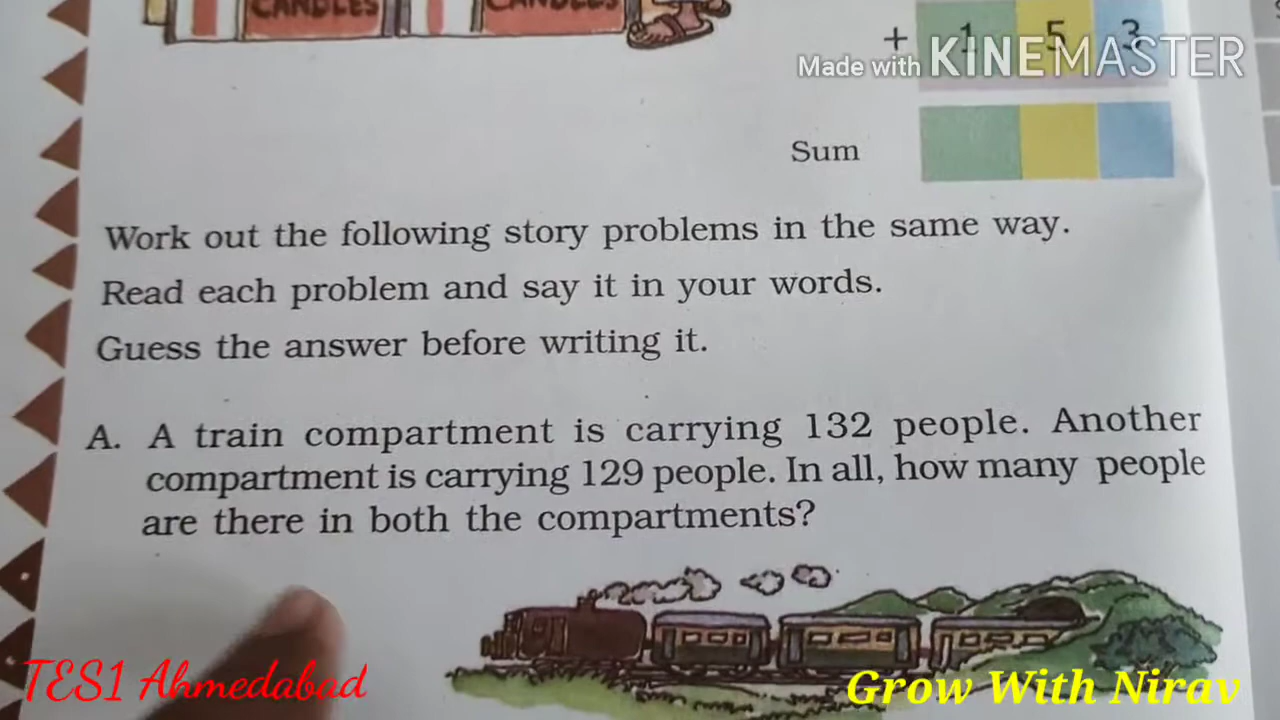 CANDLES CANDLES
+ 1 5 3
Made with KINEMASTER
Sum
Work out the following story problems in the same way.
Read each problem and say it in your words.
Guess the answer before writing it.
A. A train compartment is carrying 132 people. Another
compartment is carrying 129 people. In all, how many people
are there in both the compartments?
TES1 Ahmedabad
Grow With Nirav